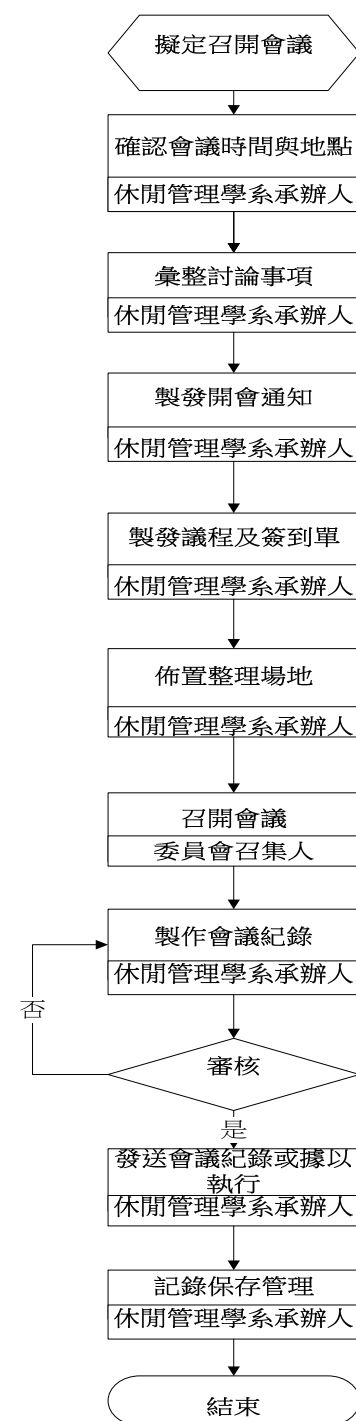 擬定召開會議
確認會議時間與地點
休閒管理學系承辦人
彙整討論事項
休閒管理學系承辦人
製發開會通知
休閒管理學系承辦人
製發議程及簽到單
休閒管理學系承辦人
佈置整理場地
休閒管理學系承辦人
召開會議
委員會召集人
製作會議紀錄
休閒管理學系承辦人
否
審核
是
發送會議紀錄或據以
執行
休閒管理學系承辦人
記錄保存管理
休閒管理學系承辦人
結束